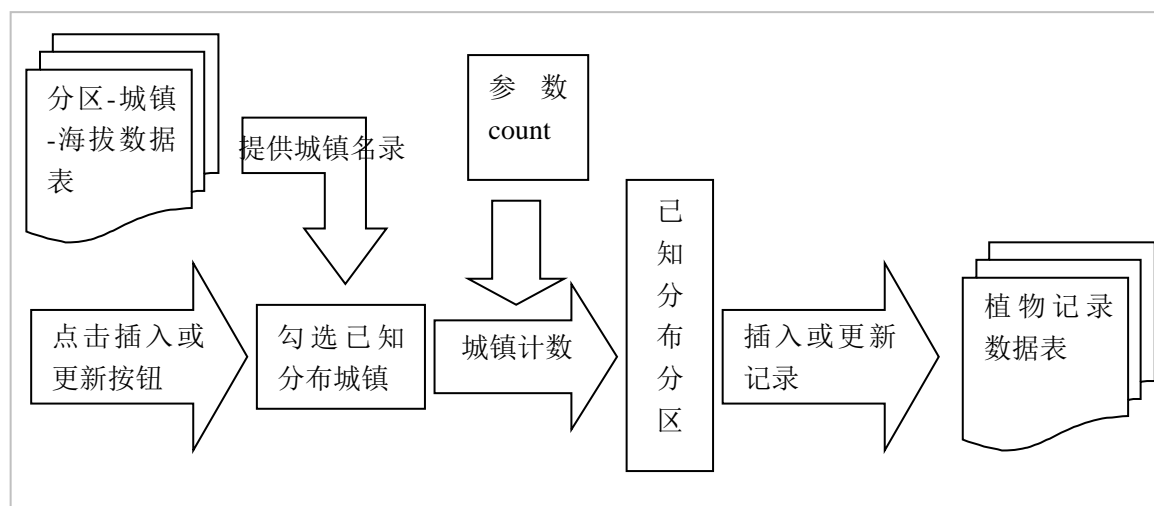 分区-城镇
-海拔数据
表
提供城镇名录
参数
count
点击插入或
更新按钮
勾选已知
分布城镇
城镇计数
已
知
分
布
分
区
插入或更新
记录
植物记录
数据表